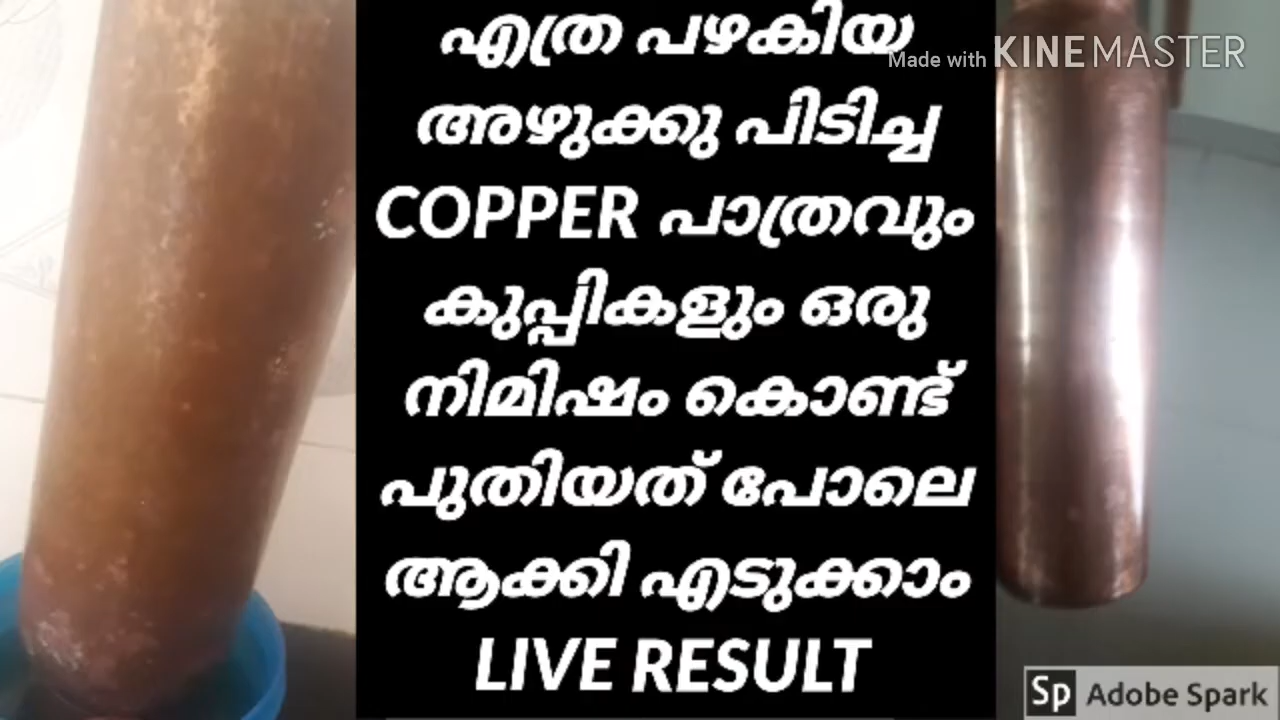 എത്ര പഴകിയ
Made with KINEMASTER
അഴുക്കു പിടിച്ച
COPPER പാത്രവും
കുപ്പികളും ഒരു
നിമിഷം കൊണ്ട്
പുതിയത് പോലെ
ആക്കി എടുക്കാം
LIVE RESULT
Sp Adobe Spark